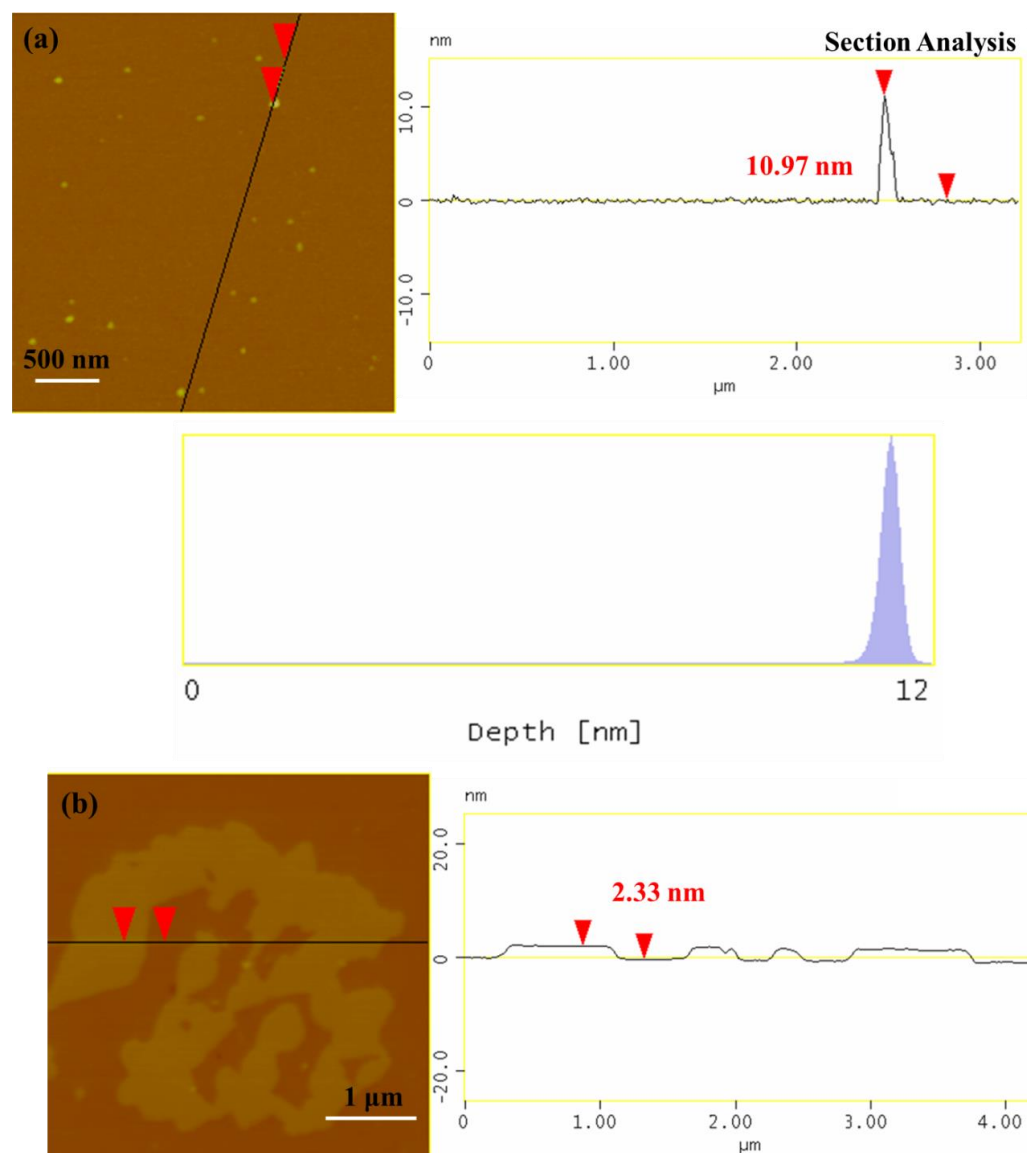 (a)
500 nm
nm
Section Analysis
10.0
0
-10.0
10.97 nm
0 1.00 2.00 3.00
µm
0 12
Depth [nm]
(b)
1 µm
nm
20.0
0
-20.0
2.33 nm
0 1.00 2.00 3.00 4.00
µm